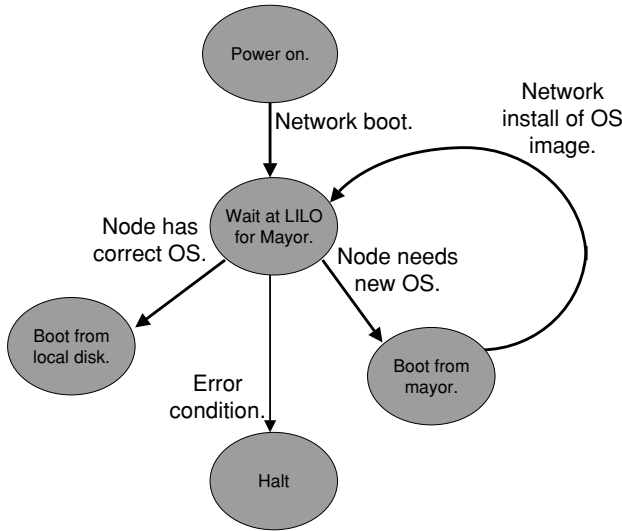 Power on.
Network boot.
Network
install of OS
image.
Wait at LILO
for Mayor.
Node has
correct OS.
Node needs
new OS.
Boot from
local disk.
Boot from
mayor.
Error
condition.
Halt